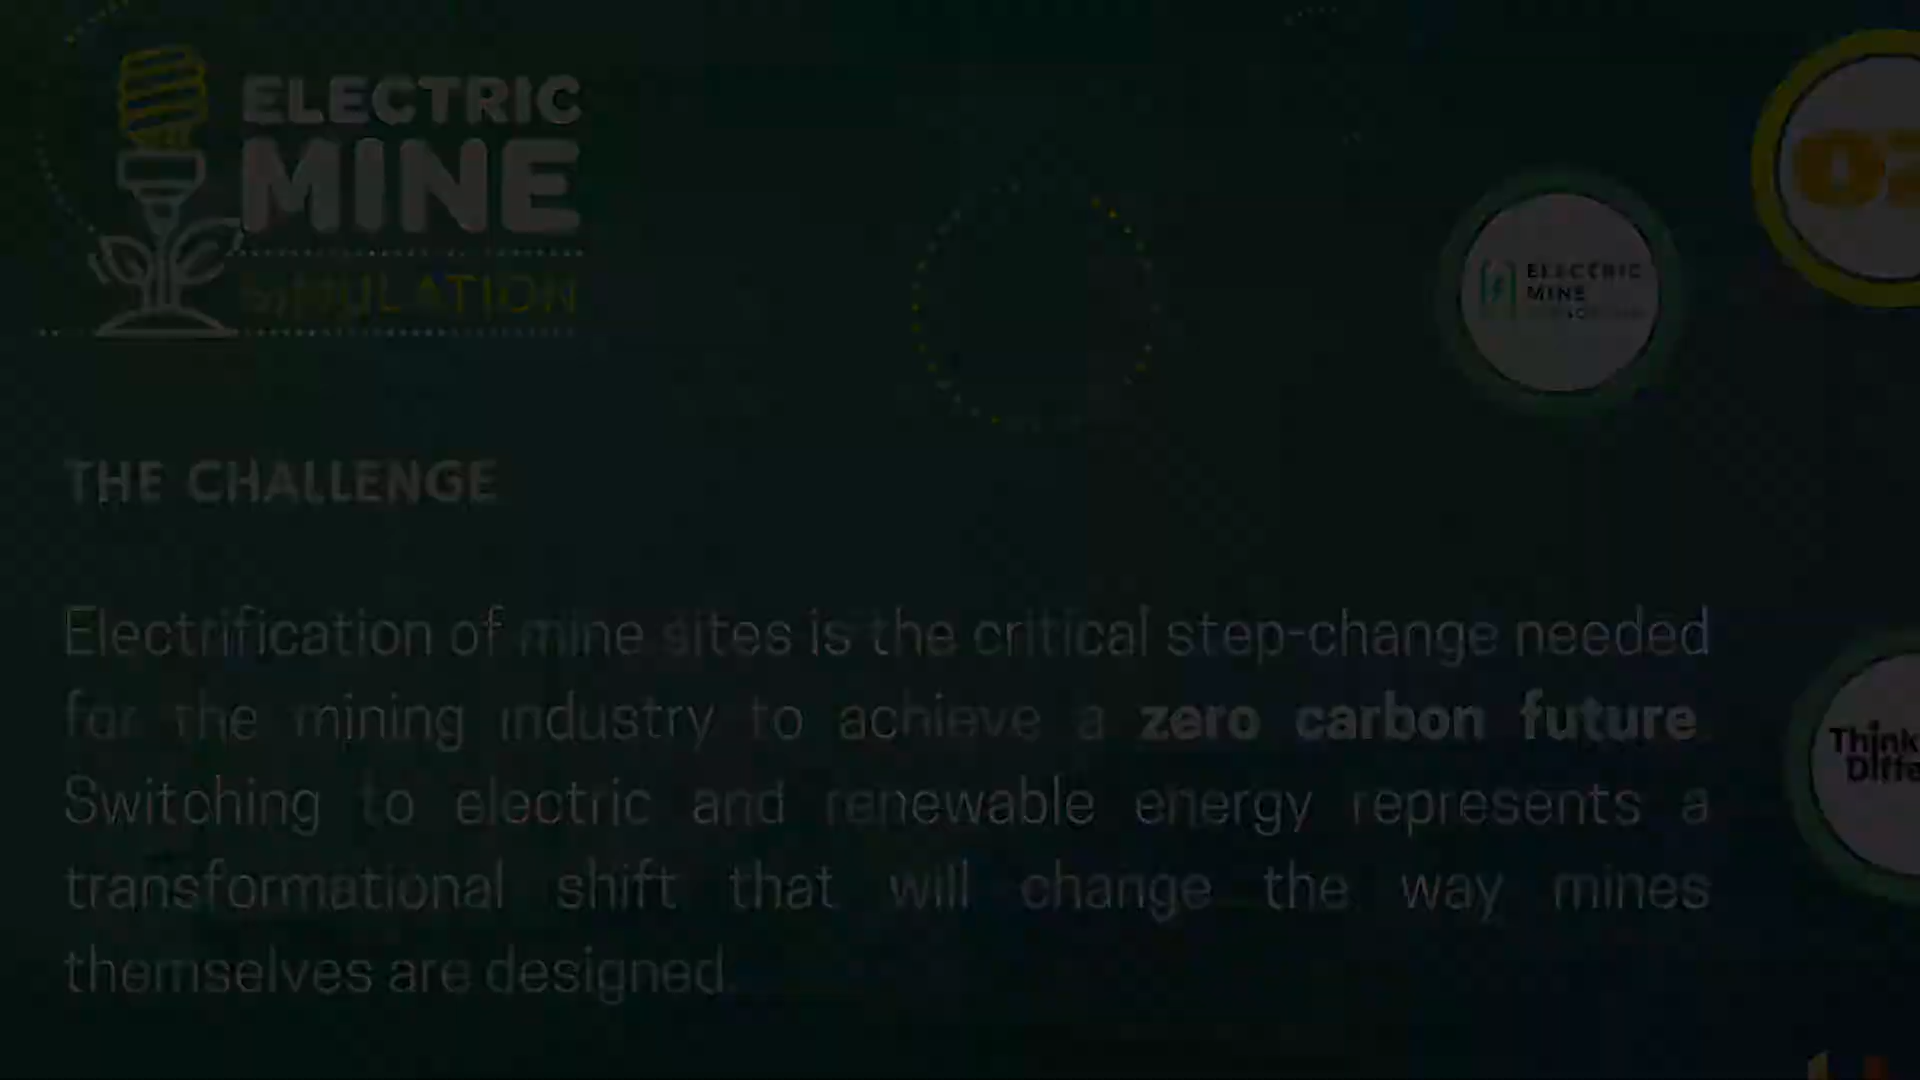 ELECTRIC
MINE
SIMULATION
ELECTRIC
MINE
THE CHALLENGE
Electrification of mine sites is the critical step-change needed
for the mining industry to achieve a zero carbon future.
Switching to electric and renewable energy represents a
transformational shift that will change the way mines
themselves are designed.
Think